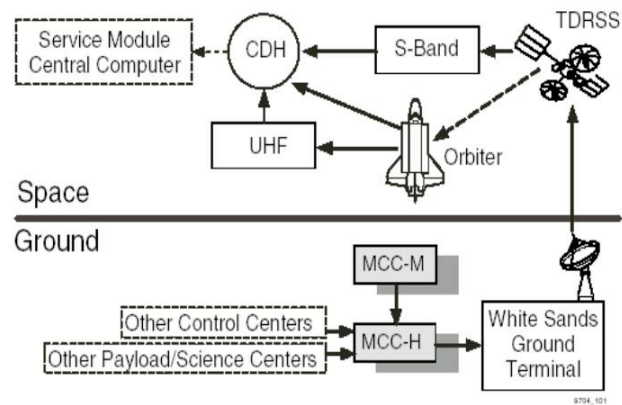 Service Module
Central Computer
CDH
S-Band
TDRSS
UHF
Orbiter
Space
Ground
MCC-M
Other Control Centers
Other Payload/Science Centers
MCC-H
White Sands
Ground
Terminal
6704_101